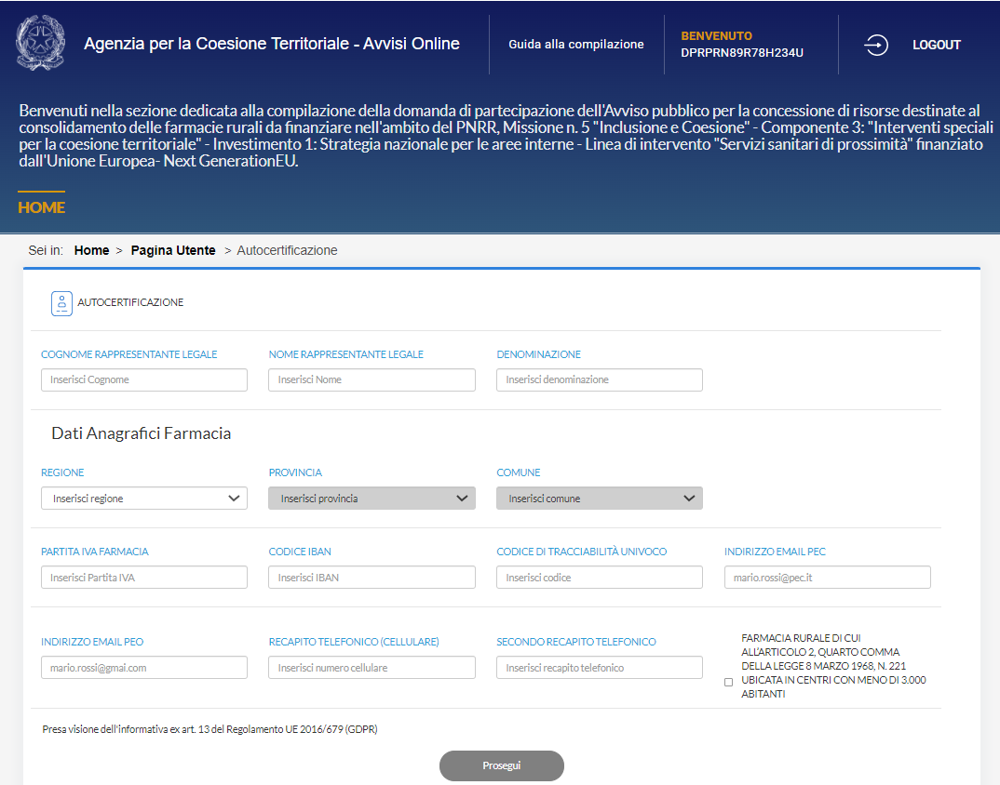 Agenzia per la Coesione Territoriale - Avvisi Online
Guida alla compilazione
BENVENUTO
DPRPRN89R78H234U
LOGOUT
Benvenuti nella sezione dedicata alla compilazione della domanda di partecipazione dell'Avviso pubblico per la concessione di risorse destinate al
consolidamento delle farmacie rurali da finanziare nell'ambito del PNRR, Missione n. 5 "Inclusione e Coesione" - Componente 3: "Interventi speciali
per la coesione territoriale" - Investimento 1: Strategia nazionale per le aree interne - Linea di intervento "Servizi sanitari di prossimità" finanziato
dall'Unione Europea- Next GenerationEU.
HOME
Sei in: Home > Pagina Utente > Autocertificazione
AUTOCERTIFICAZIONE
COGNOME RAPPRESENTANTE LEGALE NOME RAPPRESENTANTE LEGALE DENOMINAZIONE
Inserisci Cognome Inserisci Nome Inserisci denominazione
Dati Anagrafici Farmacia
REGIONE PROVINCIA COMUNE
Inserisci regione Inserisci provincia Inserisci comune
PARTITA IVA FARMACIA CODICE IBAN CODICE DI TRACCIABILITÀ UNIVOCO INDIRIZZO EMAIL PEC
Inserisci Partita IVA Inserisci IBAN Inserisci codice mario.rossi@pec.it
INDIRIZZO EMAIL PEO RECAPITO TELEFONICO (CELLULARE) SECONDO RECAPITO TELEFONICO
mario.rossi@gmai.com Inserisci numero cellulare Inserisci recapito telefonico
FARMACIA RURALE DI CUI
ALL'ARTICOLO 2, QUARTO COMMA
DELLA LEGGE 8 MARZO 1968, N. 221
UBICATA IN CENTRI CON MENO DI 3.000
ABITANTI
Presa visione dell'informativa ex art. 13 del Regolamento UE 2016/679 (GDPR)
Prosegui